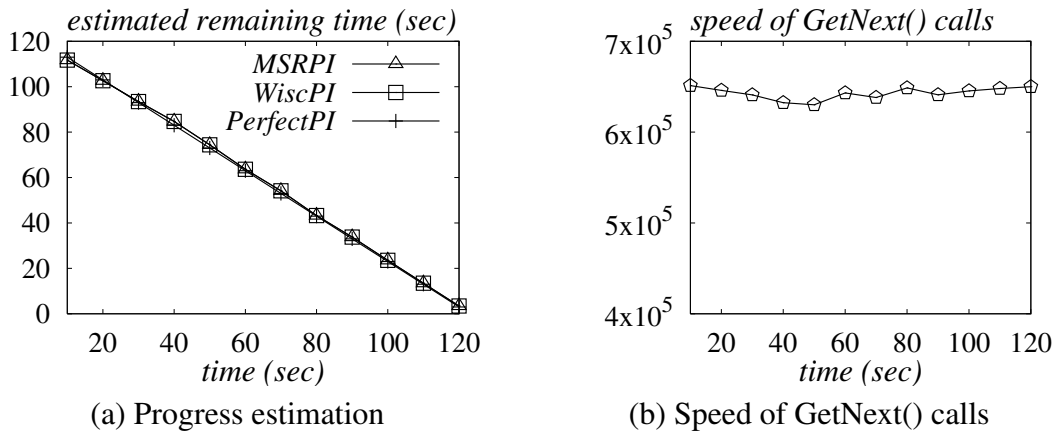 estimated remaining time (sec)
120
100
80
60
40
20
0
MSRPI
WiscPI
PerfectPI
20 40 60 80 100 120
time (sec)
(a) Progress estimation
speed of GetNext() calls
7x10^5
6x10^5
5x10^5
4x10^5
20 40 60 80 100 120
time (sec)
(b) Speed of GetNext() calls